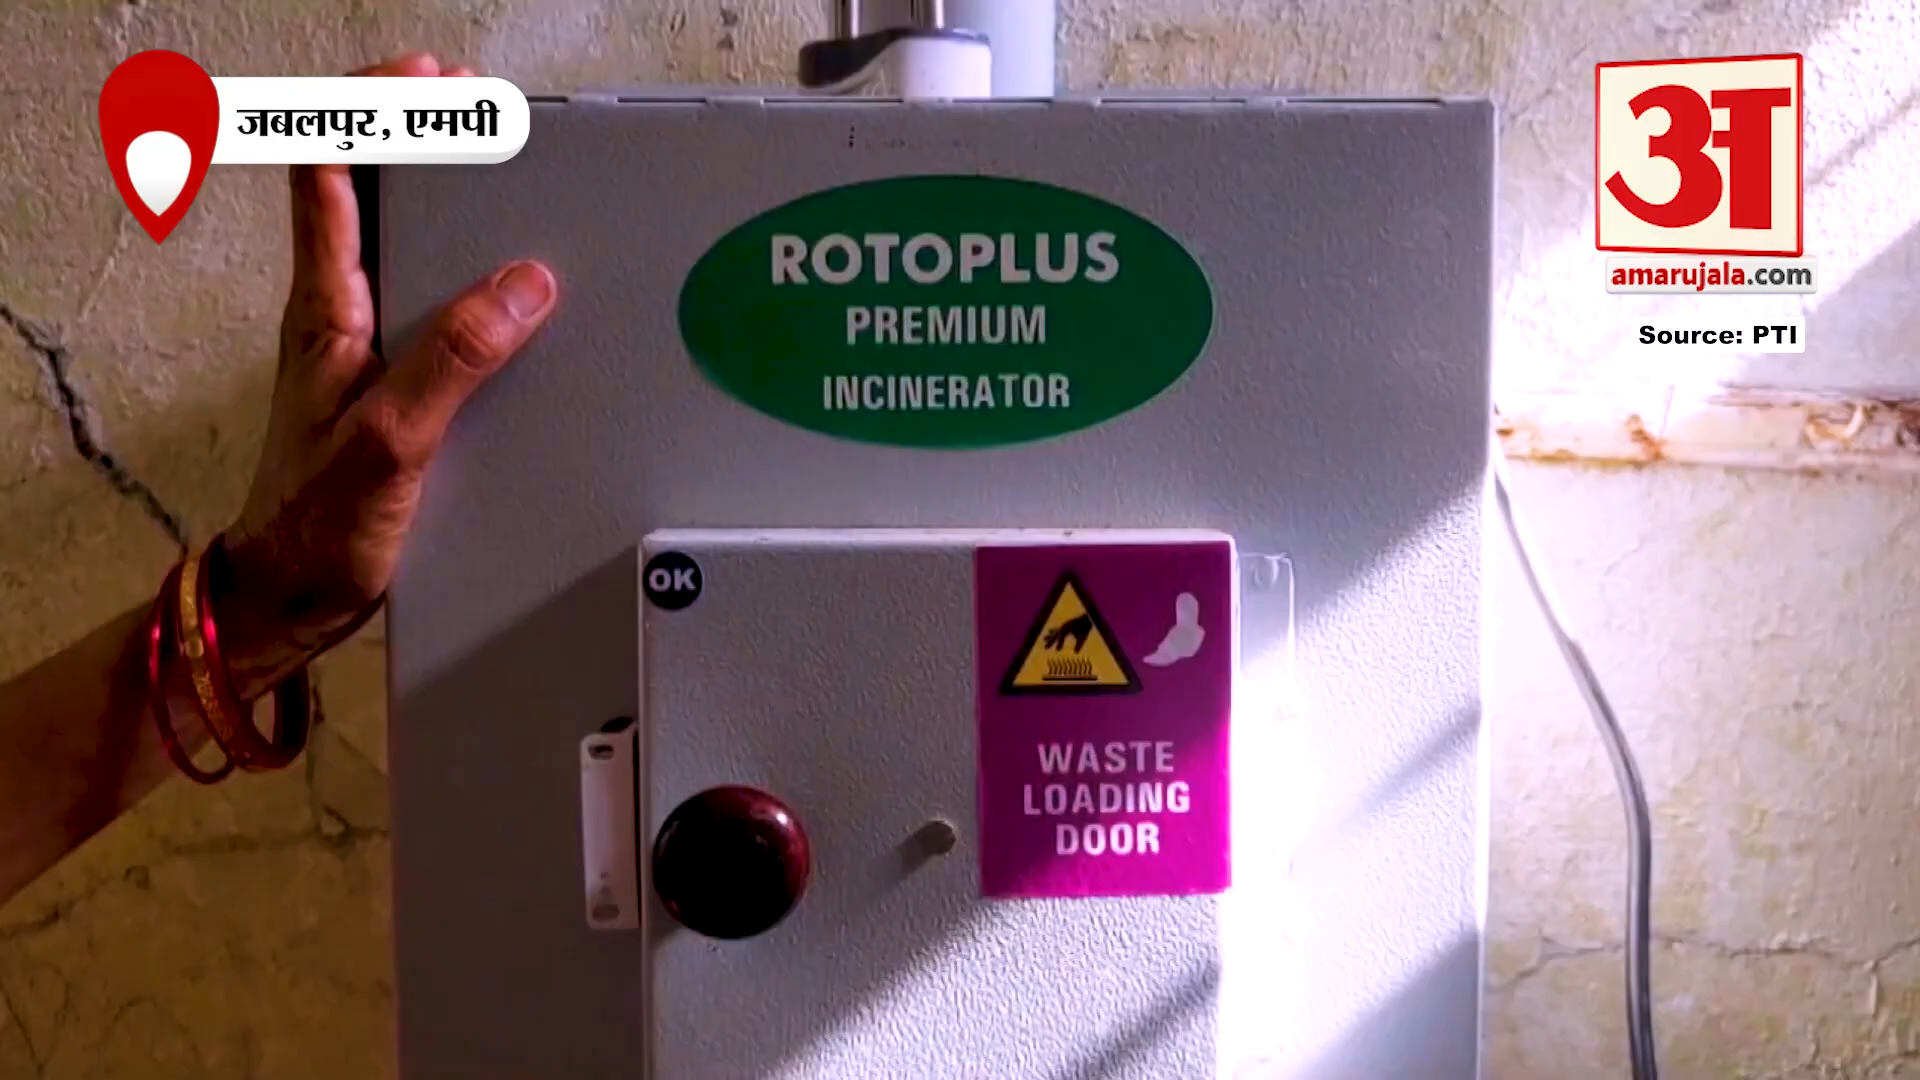 जबलपुर, एमपी
अ
amarujala.com
Source: PTI
ROTOPLUS
PREMIUM
INCINERATOR
OK
WASTE
LOADING
DOOR